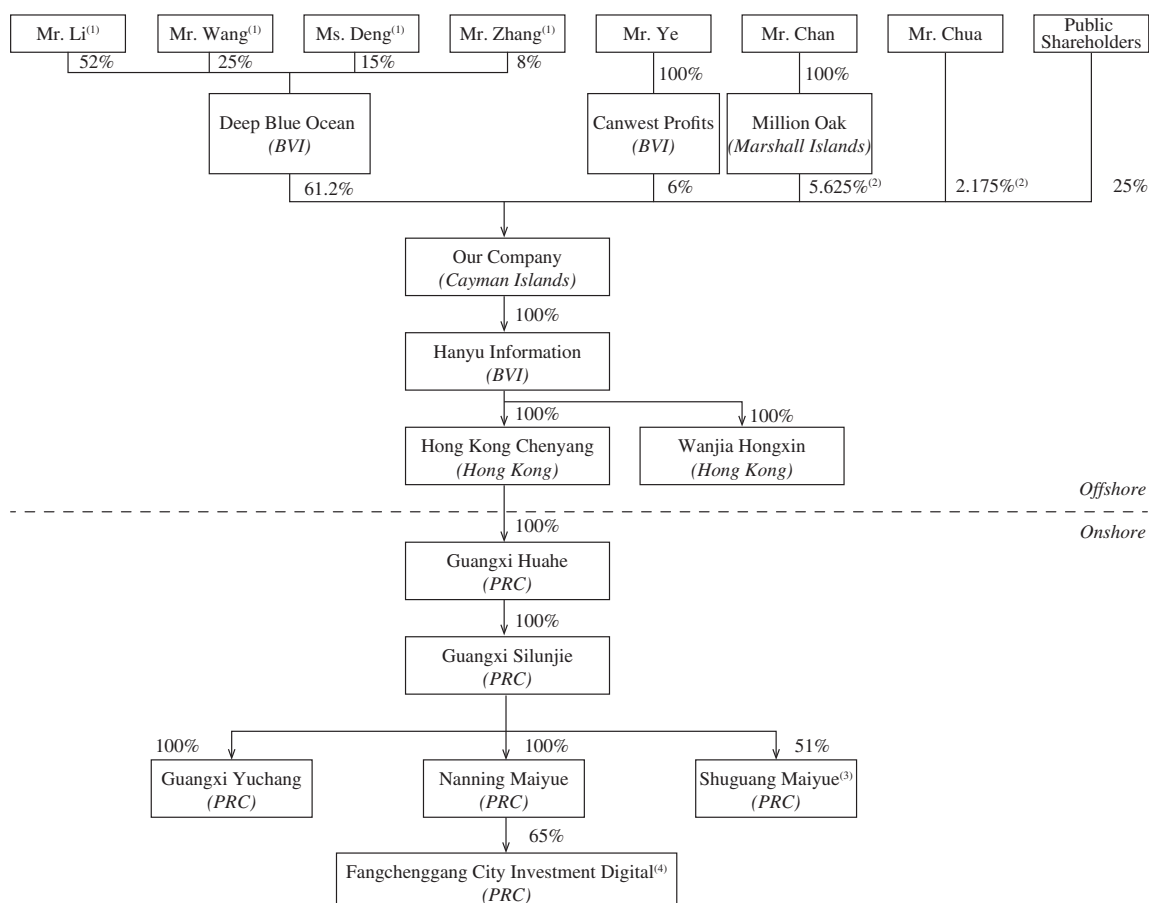 Mr. Li(1) Mr. Wang(1) Ms. Deng(1) Mr. Zhang(1) Mr. Ye Mr. Chan Mr. Chua Public
Shareholders
52% 25% 15% 8% 100% 100%
Deep Blue Ocean
(BVI)
Canwest Profits
(BVI)
Million Oak
(Marshall Islands)
61.2% 6% 5.625%(2) 2.175%(2) 25%
Our Company
(Cayman Islands)
100%
Hanyu Information
(BVI)
100% 100%
Hong Kong Chenyang
(Hong Kong)
Wanjia Hongxin
(Hong Kong)
Offshore
Onshore
100%
Guangxi Huahe
(PRC)
100%
Guangxi Silunjie
(PRC)
100% 100% 51%
Guangxi Yuchang
(PRC)
Nanning Maiyue
(PRC)
Shuguang Maiyue(3)
(PRC)
65%
Fangchenggang City Investment Digital(4)
(PRC)